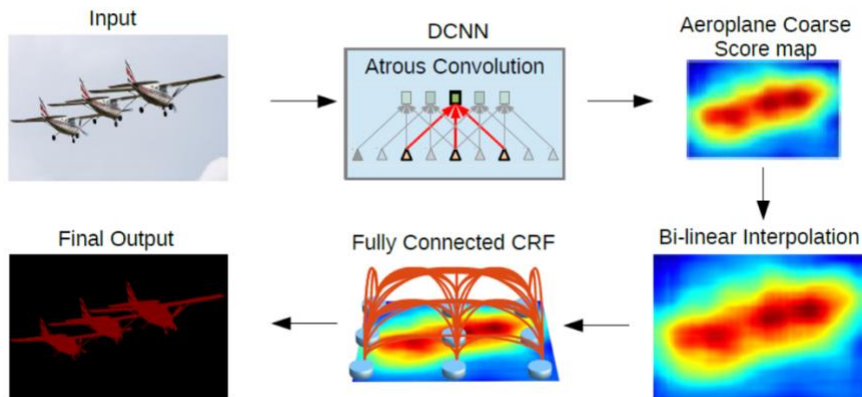 Input
DCNN
Atrous Convolution
Aeroplane Coarse
Score map
Final Output
Fully Connected CRF
Bi-linear Interpolation